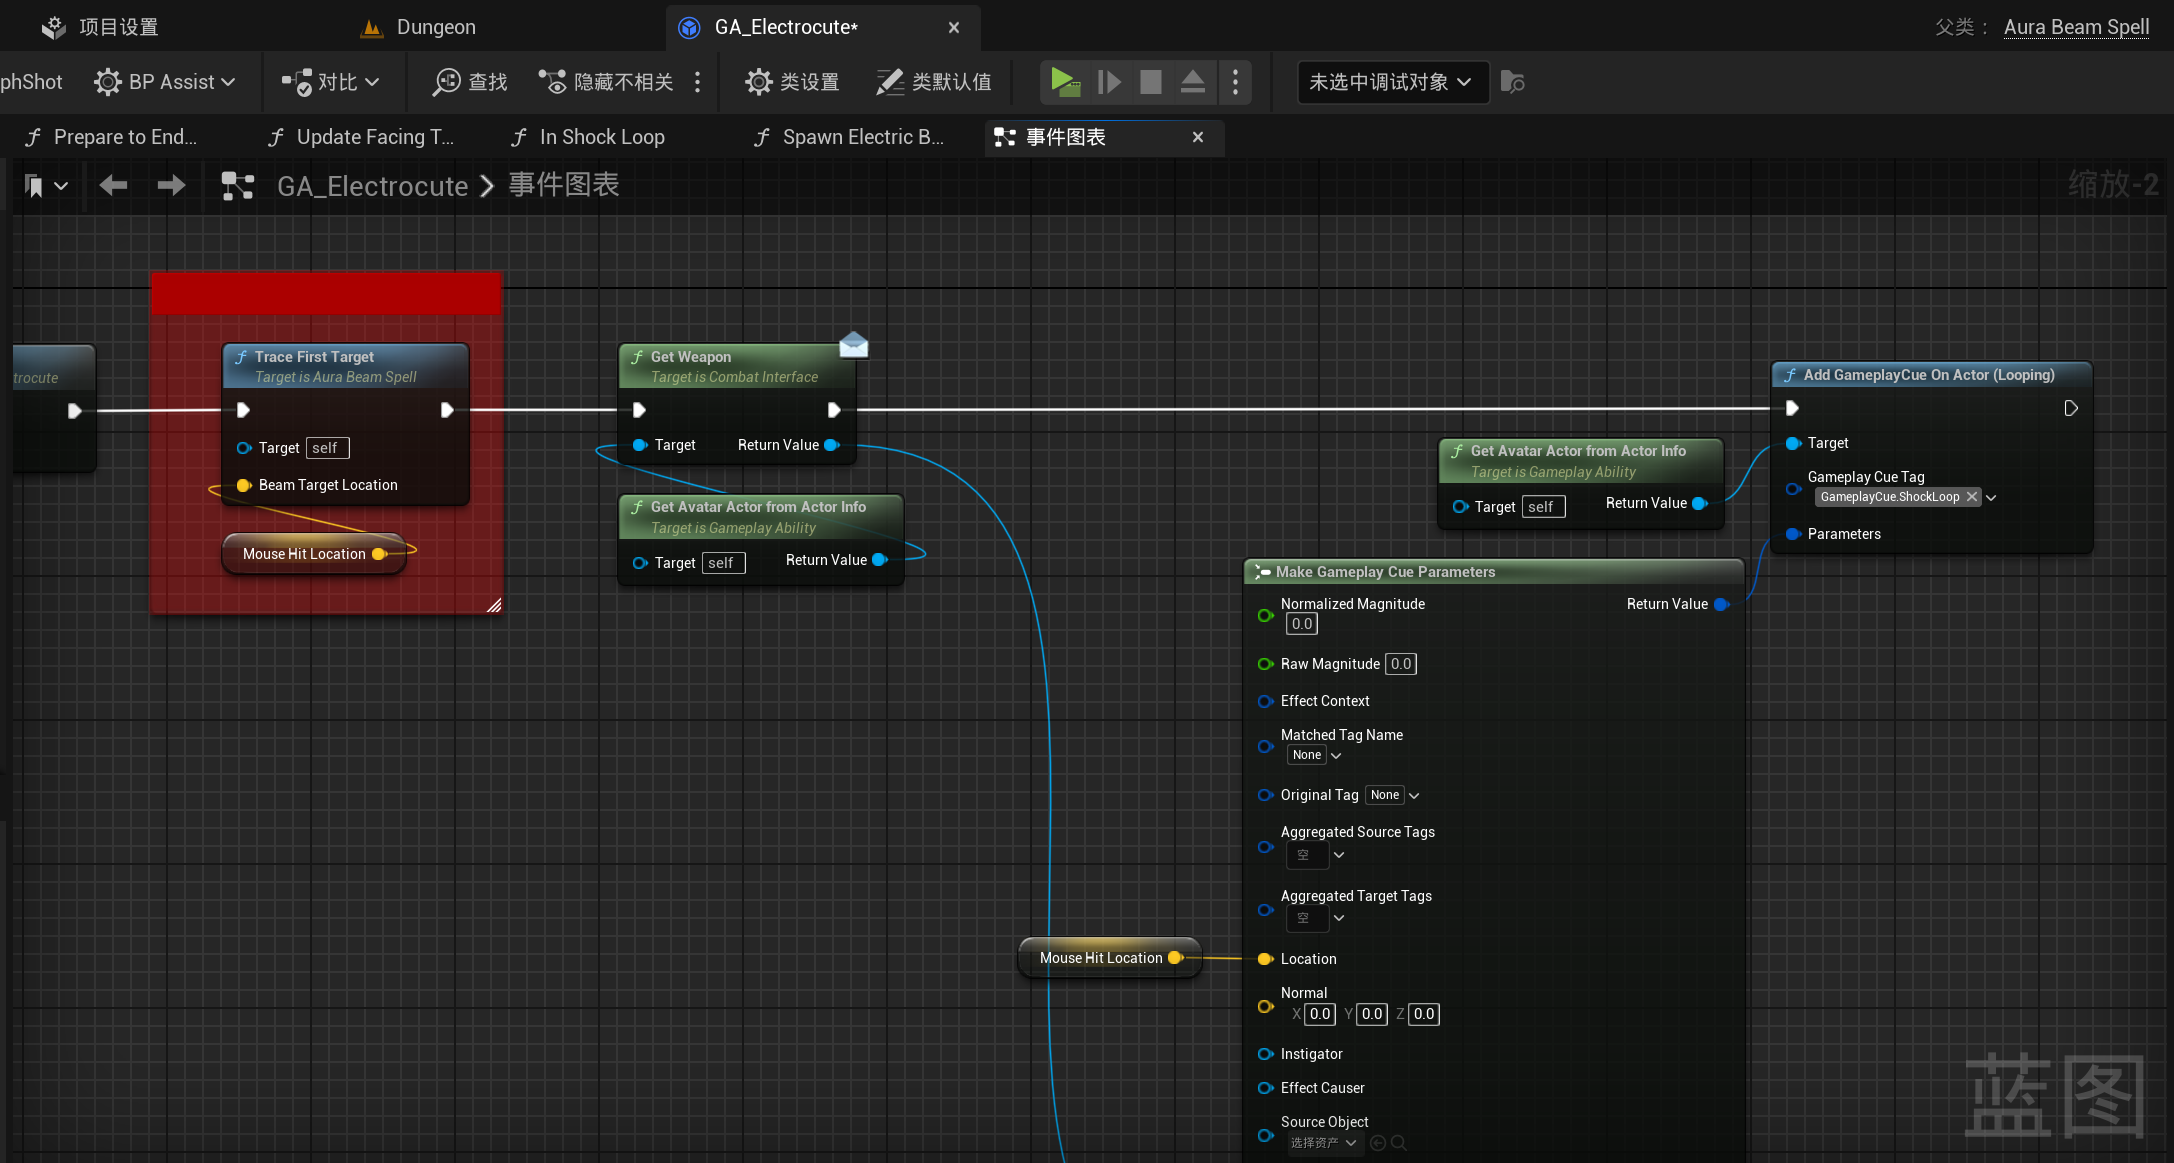 项目设置
Dungeon
GA_Electrocute*
父类：
Aura Beam Spell
phShot
BP Assist
对比
查找
隐藏不相关
类设置
类默认值
未选中调试对象
Prepare to End...
Update Facing T...
In Shock Loop
Spawn Electric B...
事件图表
GA_Electrocute
事件图表
缩放-2
trocute
Trace First Target
Target is Aura Beam Spell
Target self
Beam Target Location
Mouse Hit Location
Get Weapon
Target is Combat Interface
Target
Return Value
Get Avatar Actor from Actor Info
Target is Gameplay Ability
Target self
Return Value
Get Avatar Actor from Actor Info
Target is Gameplay Ability
Target self
Return Value
Add GameplayCue On Actor (Looping)
Target
Gameplay Cue Tag
GameplayCue.ShockLoop
Parameters
Make Gameplay Cue Parameters
Normalized Magnitude
0.0
Return Value
Raw Magnitude 0.0
Effect Context
Matched Tag Name
None
Original Tag None
Aggregated Source Tags
空
Aggregated Target Tags
空
Mouse Hit Location
Location
Normal
X 0.0 Y 0.0 Z 0.0
Instigator
Effect Causer
Source Object
选择资产
蓝图